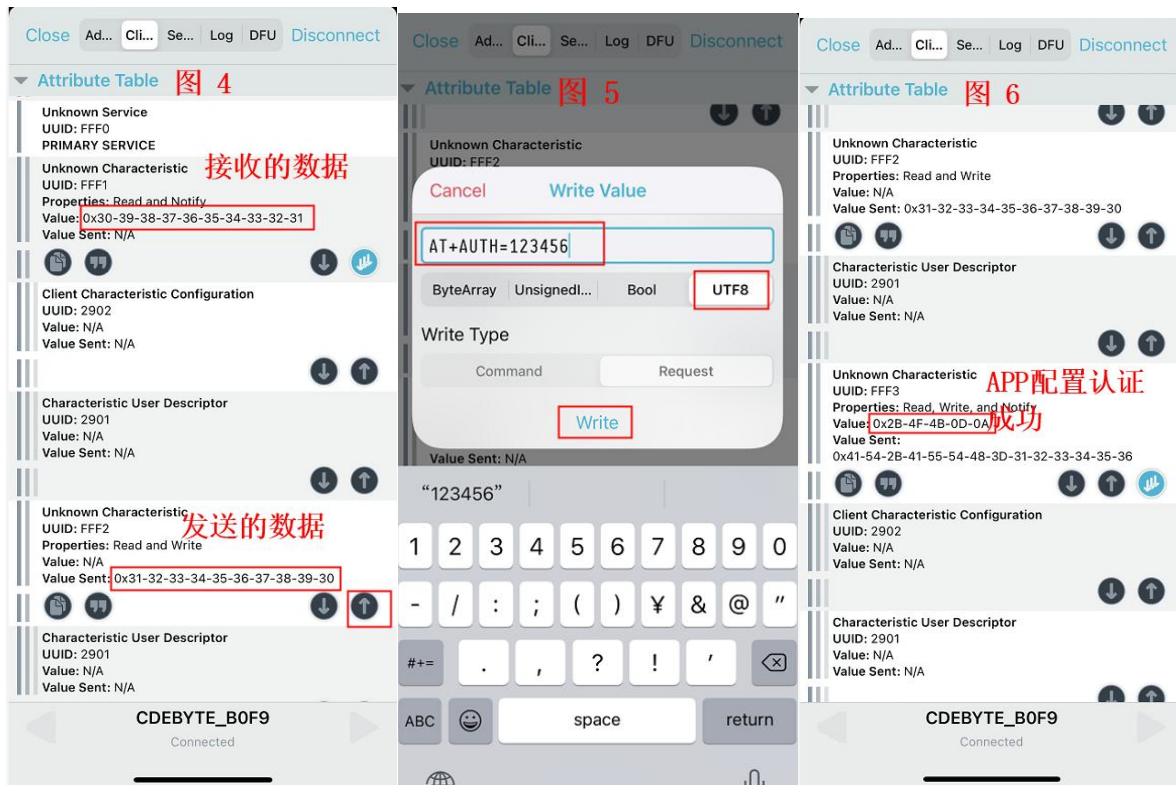 Close Ad... Cli... Se... Log DFU Disconnect
Attribute Table 图 4
Unknown Service
UUID: FFF0
PRIMARY SERVICE
Unknown Characteristic
接收的数据
UUID: FFF1
Properties: Read and Notify
Value: 0x30-39-38-37-36-35-34-33-32-31
Value Sent: N/A
Client Characteristic Configuration
UUID: 2902
Value: N/A
Value Sent: N/A
Characteristic User Descriptor
UUID: 2901
Value: N/A
Value Sent: N/A
Unknown Characteristic
发送的数据
UUID: FFF2
Properties: Read and Write
Value: N/A
Value Sent: 0x31-32-33-34-35-36-37-38-39-30
Characteristic User Descriptor
UUID: 2901
Value: N/A
Value Sent: N/A
CDEBYTE_B0F9
Connected
Close Ad... Cli... Se... Log DFU Disconnect
Attribute Table 图 5
Unknown Characteristic
UUID: FFF2
Cancel Write Value
AT+AUTH=123456
ByteArray UnsignedI... Bool UTF8
Write Type
Command Request
Write
Value Sent: N/A
“123456”
1 2 3 4 5 6 7 8 9 0
- / : ; ( ) ¥ & @ "
#+= . , ? ! '
ABC space return
Close Ad... Cli... Se... Log DFU Disconnect
Attribute Table 图 6
Unknown Characteristic
UUID: FFF2
Properties: Read and Write
Value: N/A
Value Sent: 0x31-32-33-34-35-36-37-38-39-30
Characteristic User Descriptor
UUID: 2901
Value: N/A
Value Sent: N/A
Unknown Characteristic
APP配置认证
成功
UUID: FFF3
Properties: Read, Write, and Notify
Value: 0x2B-4F-4B-0D-0A
Value Sent:
0x41-54-2B-41-55-54-48-3D-31-32-33-34-35-36
Client Characteristic Configuration
UUID: 2902
Value: N/A
Value Sent: N/A
Characteristic User Descriptor
UUID: 2901
Value: N/A
Value Sent: N/A
CDEBYTE_B0F9
Connected